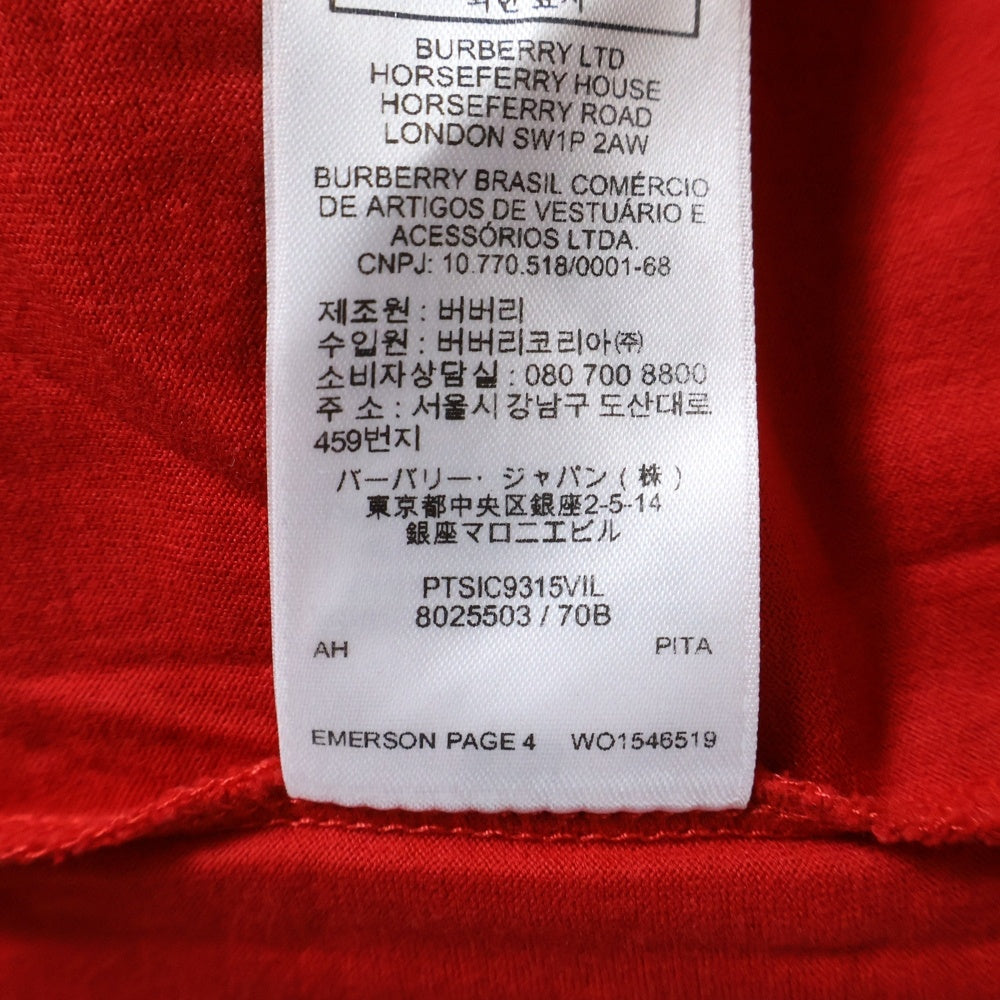 외면 표시
BURBERRY LTD
HORSEFERRY HOUSE
HORSEFERRY ROAD
LONDON SW1P 2AW
BURBERRY BRASIL COMÉRCIO
DE ARTIGOS DE VESTUÁRIO E
ACESSÓRIOS LTDA.
CNPJ: 10.770.518/0001-68
제조원 : 버버리
수입원 : 버버리코리아(주)
소비자상담실 : 080 700 8800
주 소 : 서울시 강남구 도산대로
459번지
バーバリー・ジャパン(株)
東京都中央区銀座2-5-14
銀座マロニエビル
PTSIC9315VIL
8025503 / 70B
AH PITA
EMERSON PAGE 4 WO1546519